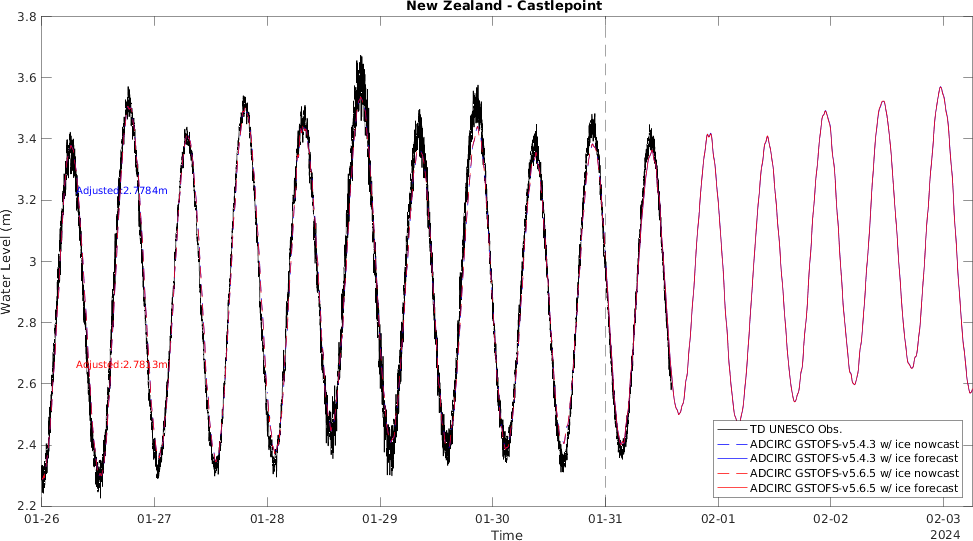 New Zealand - Castlepoint
3.8
3.6
3.4
3.2
3
2.8
2.6
2.4
2.2
Water Level (m)
Adjusted:2.7784m
Adjusted:2.7813m
TD UNESCO Obs.
ADCIRC GSTOFS-v5.4.3 w/ ice nowcast
ADCIRC GSTOFS-v5.4.3 w/ ice forecast
ADCIRC GSTOFS-v5.6.5 w/ ice nowcast
ADCIRC GSTOFS-v5.6.5 w/ ice forecast
01-26 01-27 01-28 01-29 01-30 01-31 02-01 02-02 02-03
Time
2024